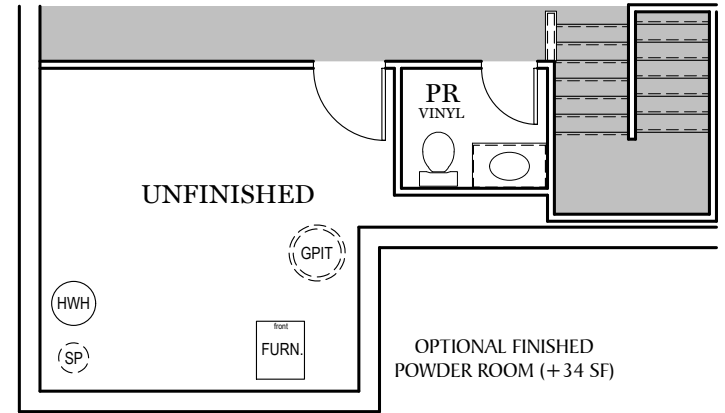 PR
VINYL
UNFINISHED
GPIT
HWH
front
FURN.
SP
OPTIONAL FINISHED
POWDER ROOM (+34 SF)